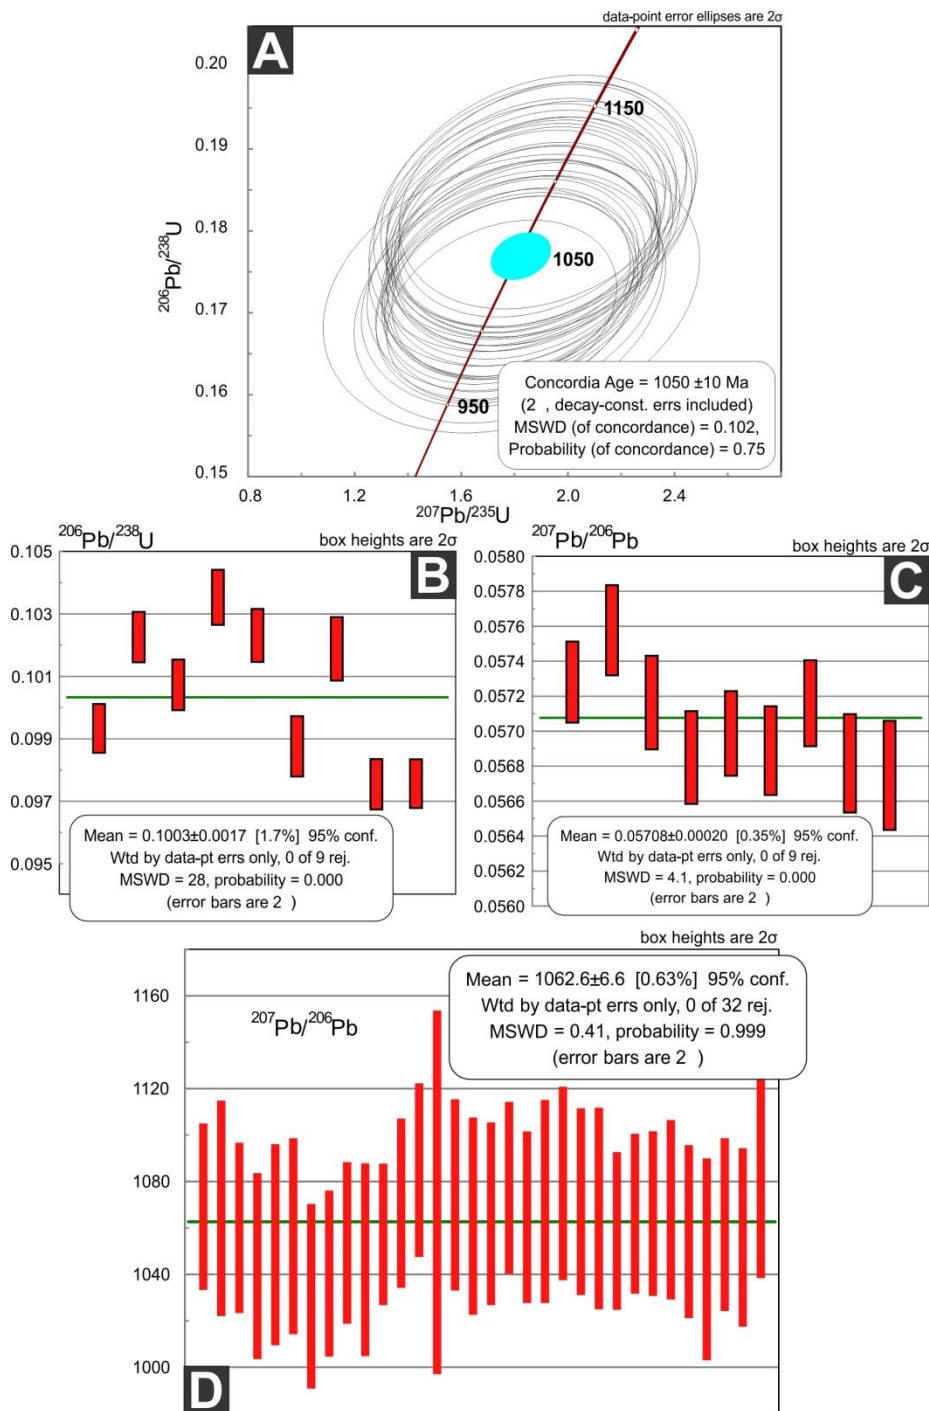 data-point error ellipses are 2σ
A
0.20
0.19
0.18
0.17
0.16
0.15
²⁰⁶Pb/²³⁸U
1150
1050
950
Concordia Age = 1050 ±10 Ma
(2 , decay-const. errs included)
MSWD (of concordance) = 0.102,
Probability (of concordance) = 0.75
0.8 1.2 1.6 2.0 2.4
²⁰⁷Pb/²³⁵U
²⁰⁶Pb/²³⁸U
box heights are 2σ
B
0.105
0.103
0.101
0.099
0.097
0.095
Mean = 0.1003±0.0017 [1.7%] 95% conf.
Wtd by data-pt errs only, 0 of 9 rej.
MSWD = 28, probability = 0.000
(error bars are 2 )
²⁰⁷Pb/²⁰⁶Pb
box heights are 2σ
C
0.0580
0.0578
0.0576
0.0574
0.0572
0.0570
0.0568
0.0566
0.0564
0.0562
0.0560
Mean = 0.05708±0.00020 [0.35%] 95% conf.
Wtd by data-pt errs only, 0 of 9 rej.
MSWD = 4.1, probability = 0.000
(error bars are 2 )
box heights are 2σ
Mean = 1062.6±6.6 [0.63%] 95% conf.
Wtd by data-pt errs only, 0 of 32 rej.
MSWD = 0.41, probability = 0.999
(error bars are 2 )
²⁰⁷Pb/²⁰⁶Pb
1160
1120
1080
1040
1000
D